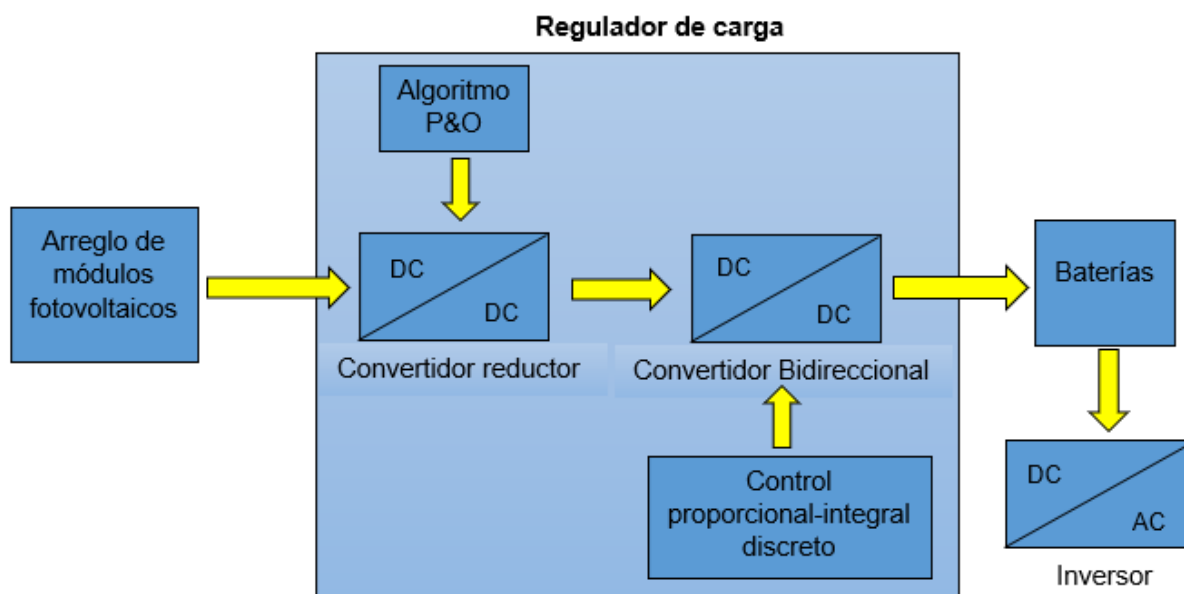 Regulador de carga
Algoritmo
P&O
Arreglo de
módulos
fotovoltaicos
DC
DC
Convertidor reductor
DC
DC
Convertidor Bidireccional
Baterías
Control
proporcional-integral
discreto
DC
AC
Inversor